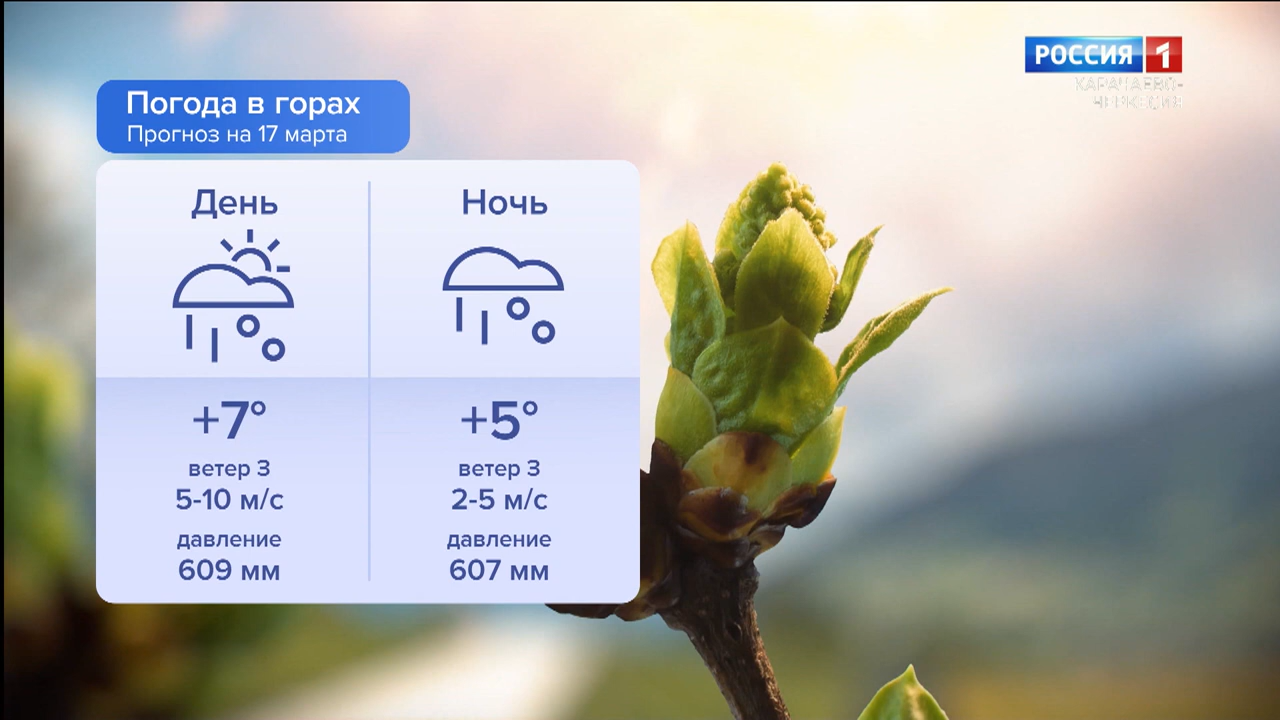 РОССИЯ 1
КАРАЧАЕВО-
ЧЕРКЕСИЯ
Погода в горах
Прогноз на 17 марта
День
Ночь
+7°
+5°
ветер З
ветер З
5-10 м/с
2-5 м/с
давление
давление
609 мм
607 мм